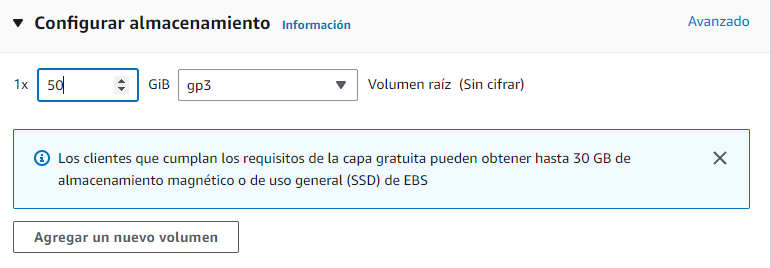 Configurar almacenamiento Información Avanzado
1x 50 GiB gp3 Volumen raíz (Sin cifrar)
Los clientes que cumplan los requisitos de la capa gratuita pueden obtener hasta 30 GB de
almacenamiento magnético o de uso general (SSD) de EBS
Agregar un nuevo volumen